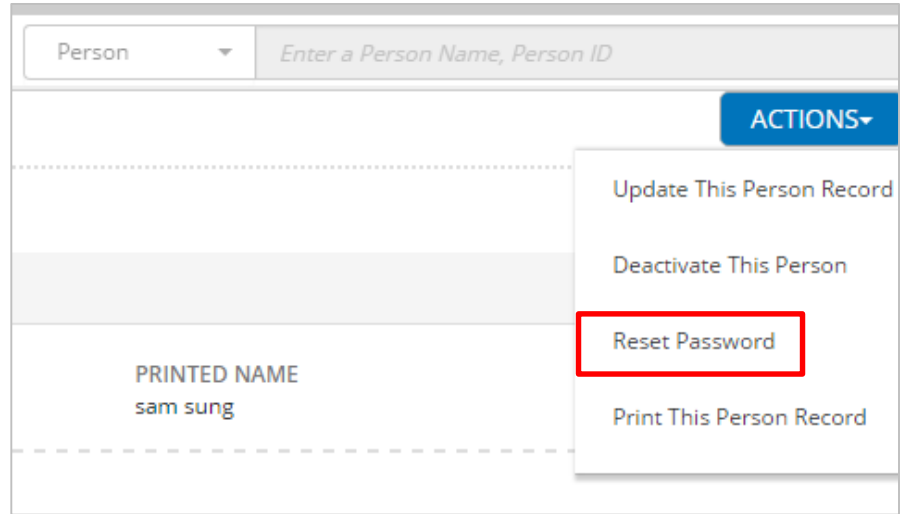 Person
Enter a Person Name, Person ID
ACTIONS
Update This Person Record
Deactivate This Person
Reset Password
Print This Person Record
PRINTED NAME
sam sung